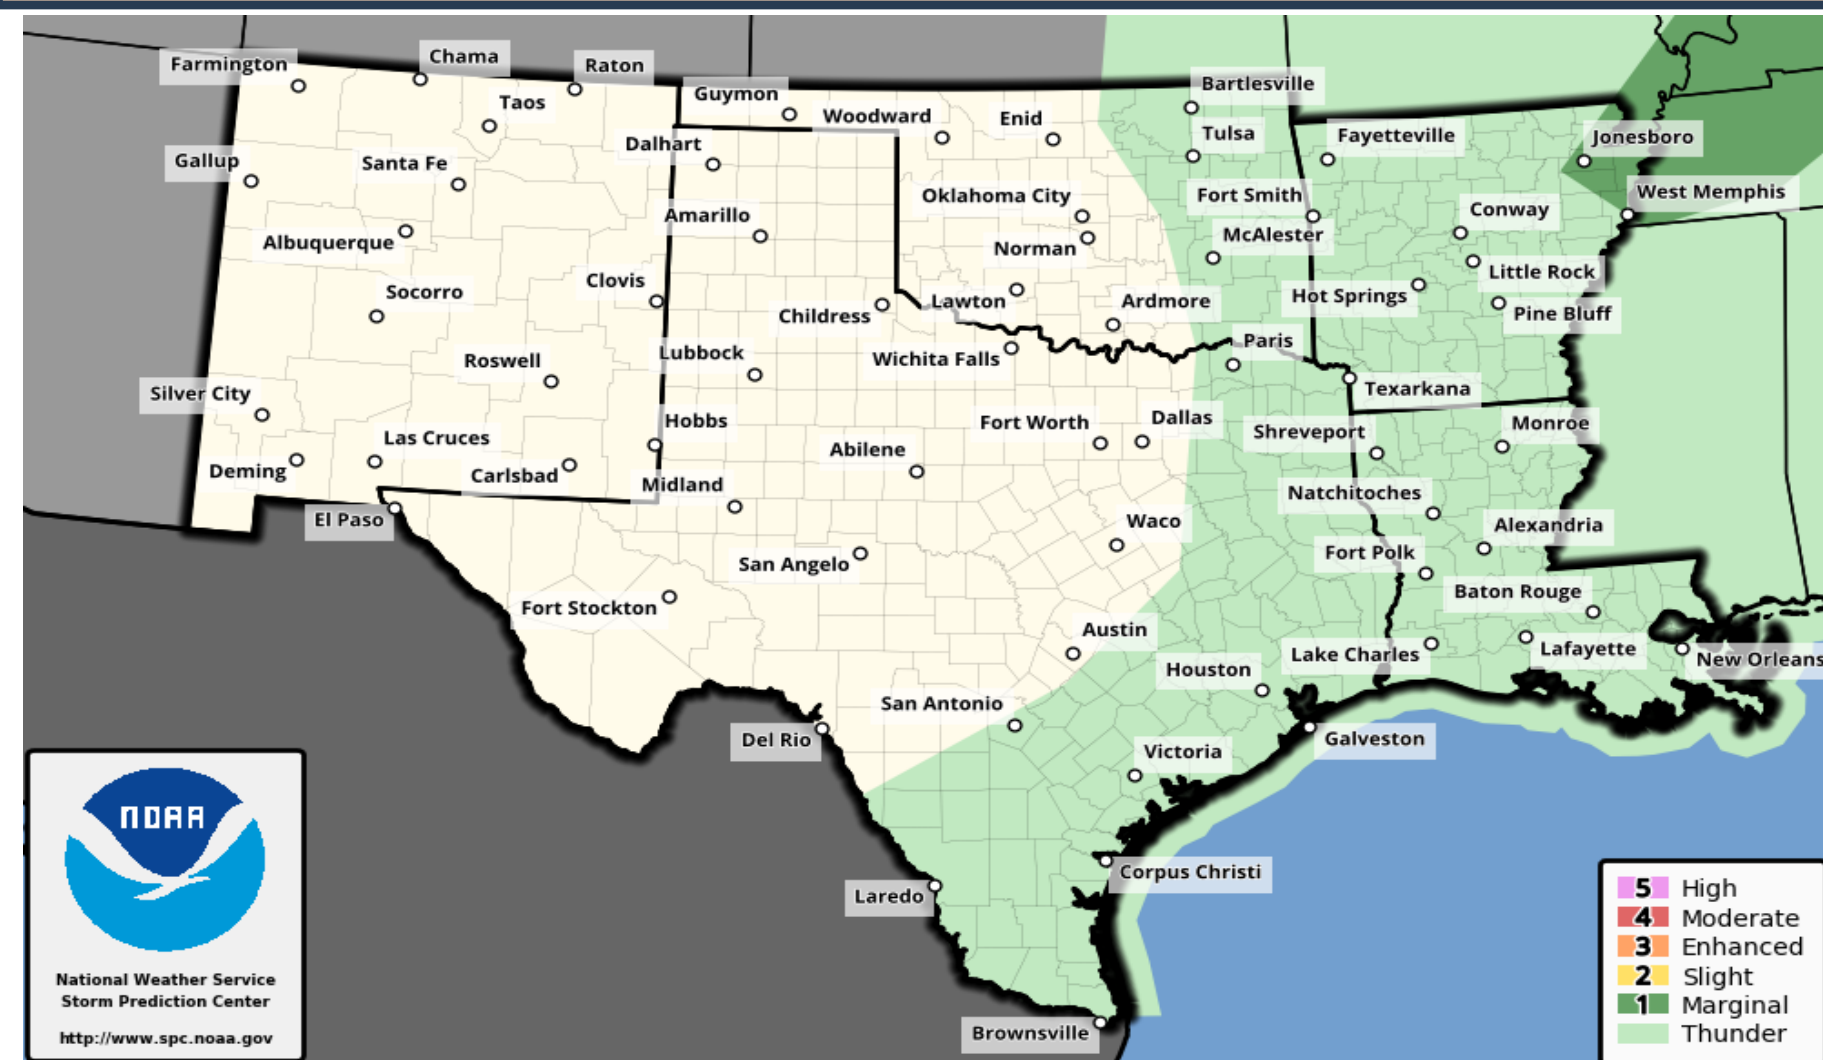 Farmington
Chama
Raton
Guymon
Bartlesville
Taos
Woodward
Enid
Tulsa
Fayetteville
Jonesboro
Dalhart
Gallup
Santa Fe
Oklahoma City
Fort Smith
West Memphis
Amarillo
Conway
Albuquerque
Norman
McAlester
Clovis
Little Rock
Socorro
Lawton
Ardmore
Hot Springs
Childress
Pine Bluff
Paris
Roswell
Lubbock
Wichita Falls
Silver City
Texarkana
Hobbs
Fort Worth
Dallas
Shreveport
Monroe
Las Cruces
Abilene
Deming
Carlsbad
Midland
Natchitoches
El Paso
Waco
Alexandria
San Angelo
Fort Polk
Fort Stockton
Baton Rouge
Austin
Lake Charles
Lafayette
New Orleans
Houston
San Antonio
Del Rio
Galveston
Victoria
Corpus Christi
Laredo
Brownsville
NOAA
National Weather Service
Storm Prediction Center
http://www.spc.noaa.gov
5 High
4 Moderate
3 Enhanced
2 Slight
1 Marginal
Thunder